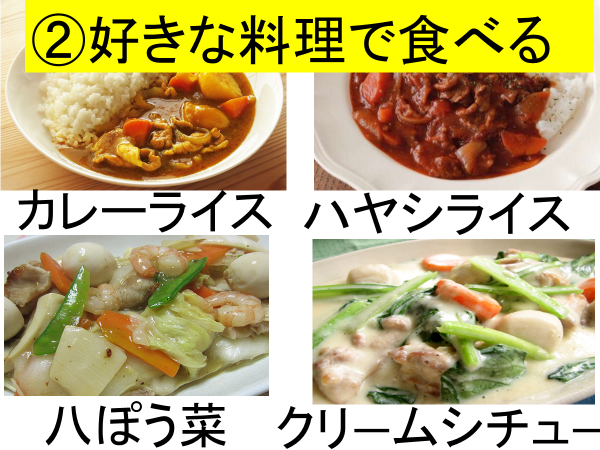 ②好きな料理で食べる
カレーライス
ハヤシライス
八ぽう菜
クリームシチュー